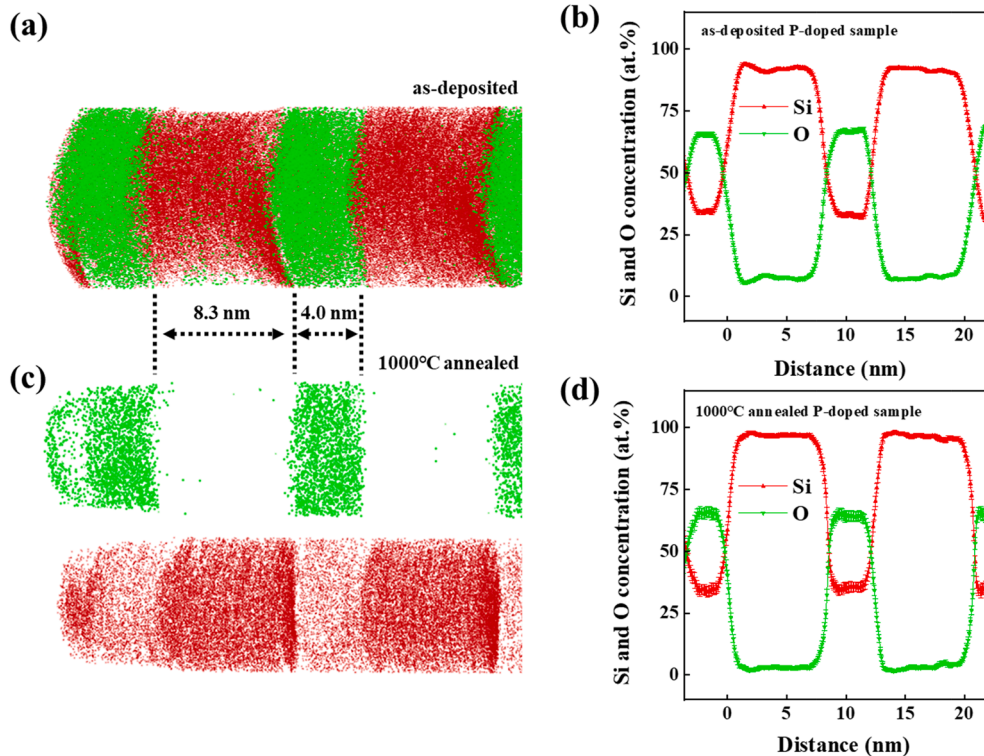 (a)
as-deposited
8.3 nm
4.0 nm
(b)
as-deposited P-doped sample
Si and O concentration (at.%)
100
75
50
25
0
Si
O
0
5
10
15
20
Distance (nm)
(c)
1000°C annealed
(d)
1000°C annealed P-doped sample
Si and O concentration (at.%)
100
75
50
25
0
Si
O
0
5
10
15
20
Distance (nm)